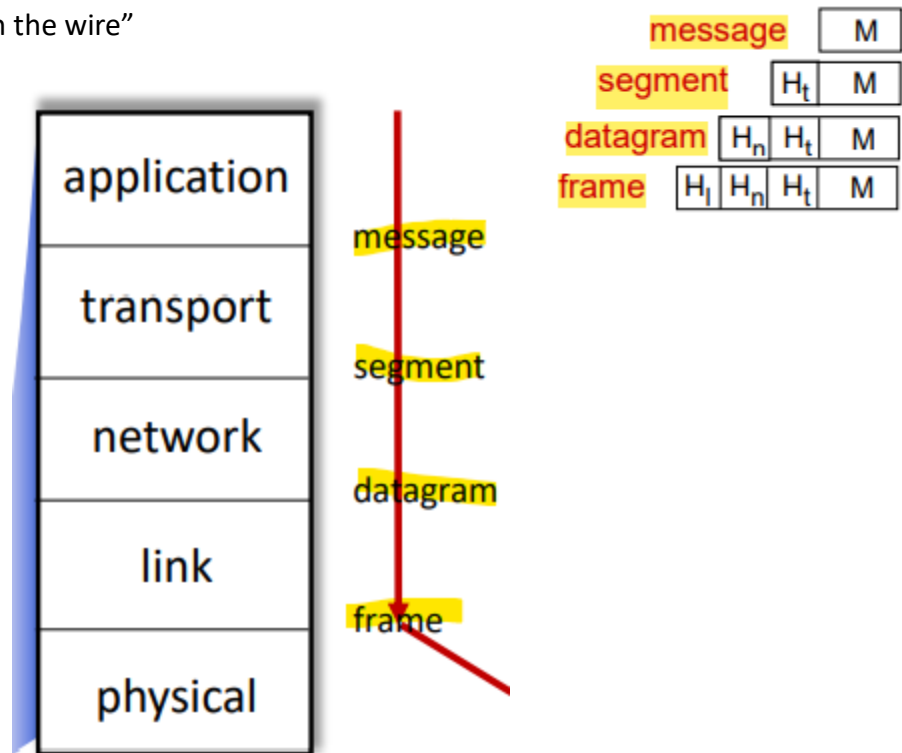 n the wire”
message M
segment Ht M
datagram Hn Ht M
frame Hl Hn Ht M
application
message
transport
segment
network
datagram
link
frame
physical